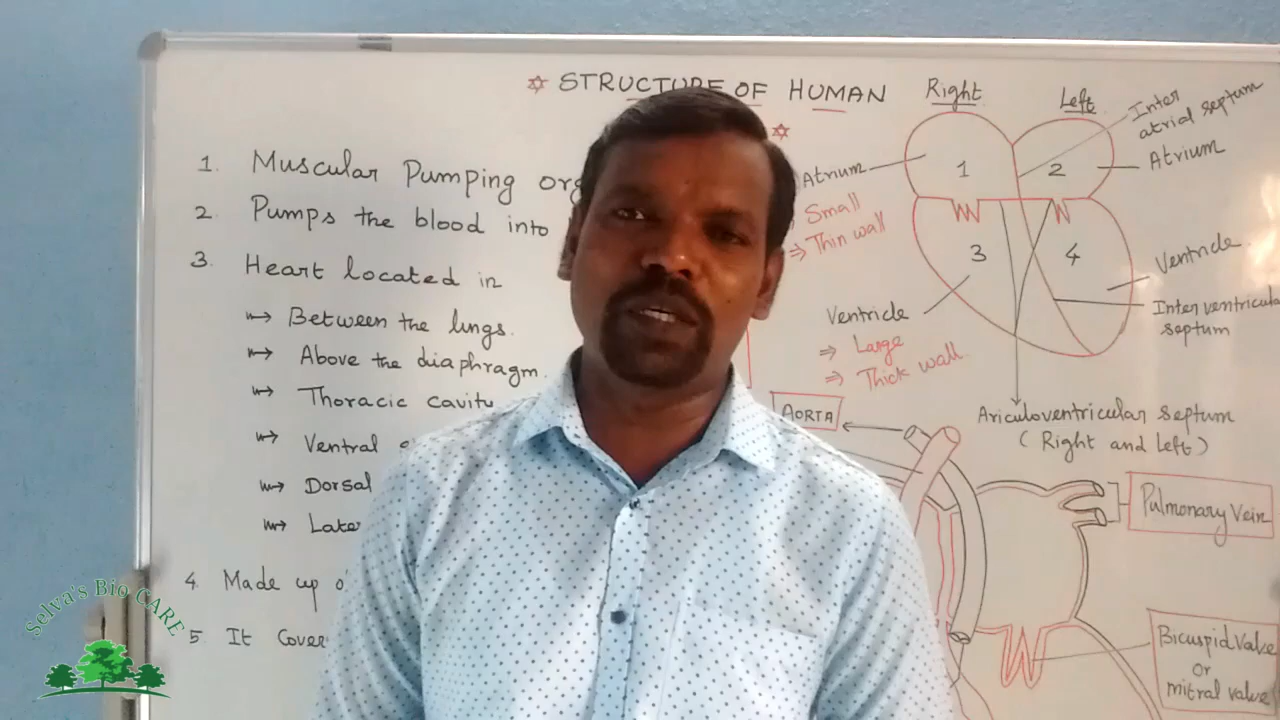 STRUCTURE OF HUMAN
1. Muscular Pumping
2. Pumps the blood into
3. Heart located in
Between the lungs.
Above the diaphragm.
Thoracic cavity
Ventral
Dorsal
4 Made up
5. It
Right
Left
Inter
atrial septum
Atrium
1
2
Atrium
Small
⇒ Thin wall
3
4
Ventricle
Ventricle
⇒ Large
⇒ Thick wall
Inter ventricular
septum
AORTA
Ariculoventricular septum
(Right and Left)
Pulmonary vein
Bicuspid valve
or
mitral valve
Selva's Bio CARE